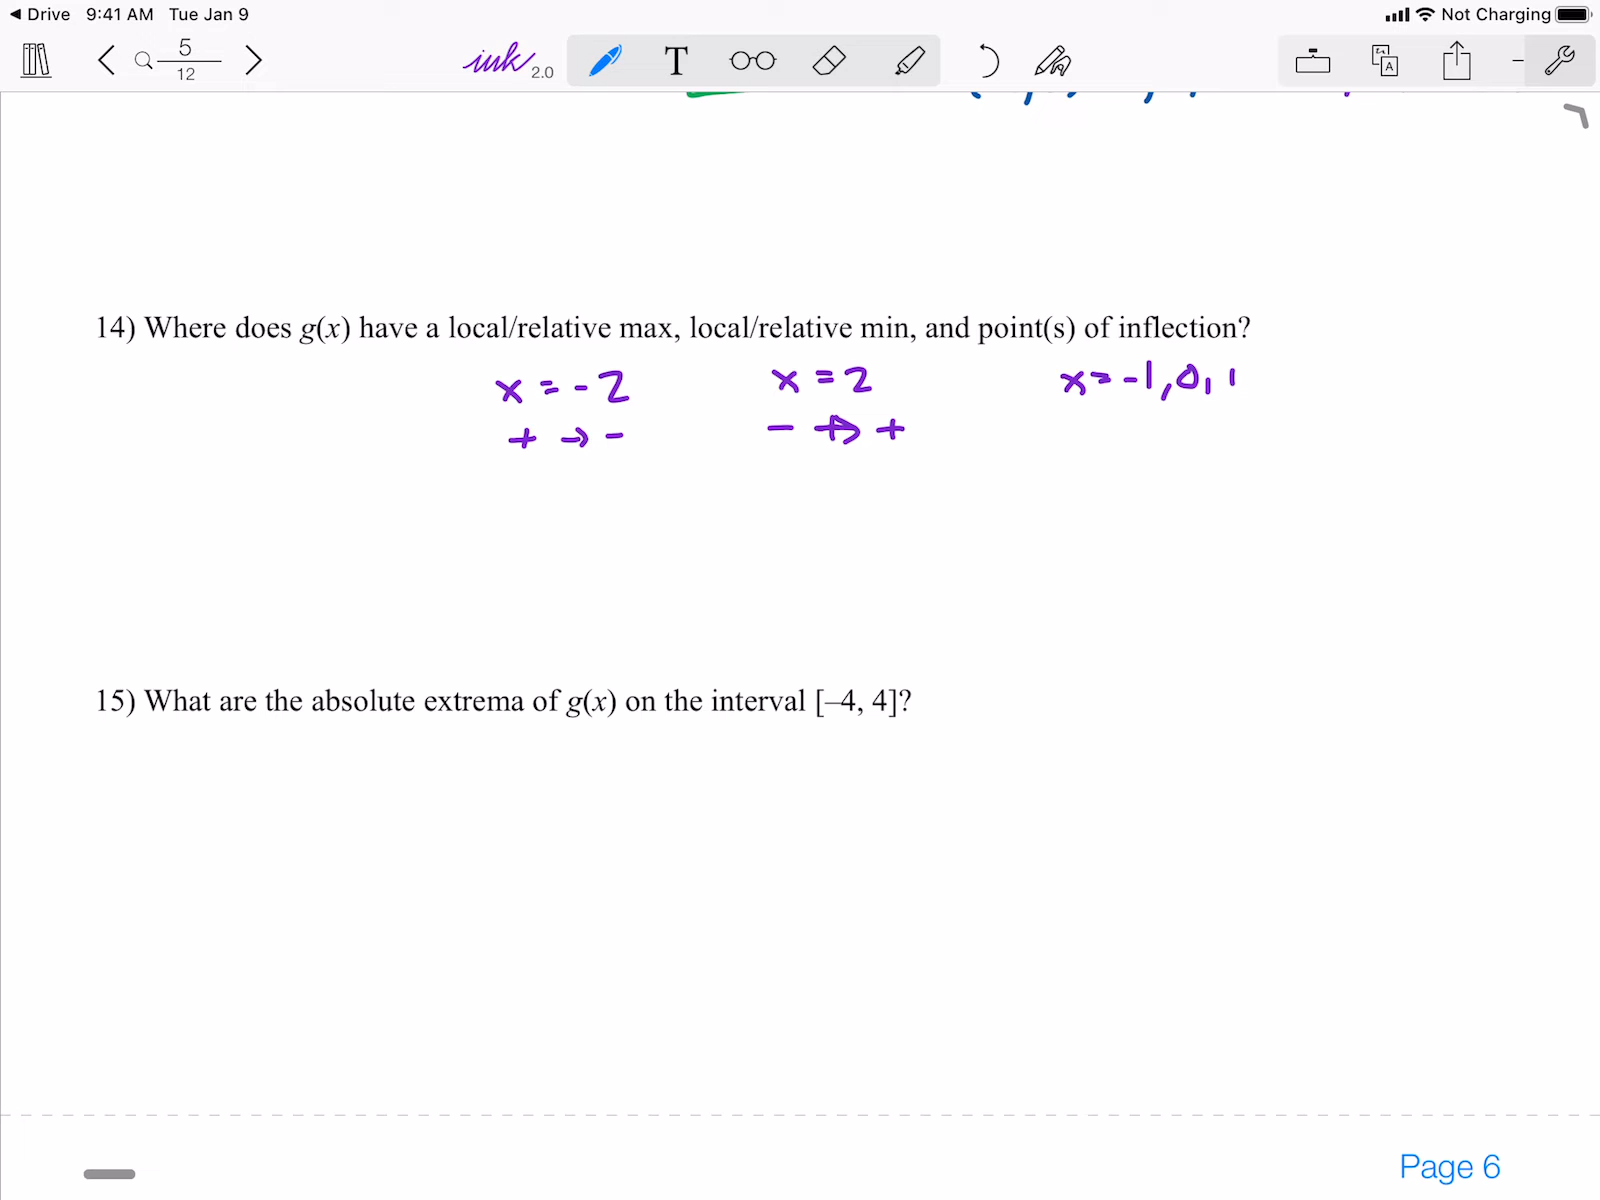 Drive 9:41 AM Tue Jan 9 Not Charging
5
12
ink 2.0
T
A
14) Where does g(x) have a local/relative max, local/relative min, and point(s) of inflection?
x = -2 x = 2 x = -1, 0, 1
+ → - - → +
15) What are the absolute extrema of g(x) on the interval [–4, 4]?
Page 6